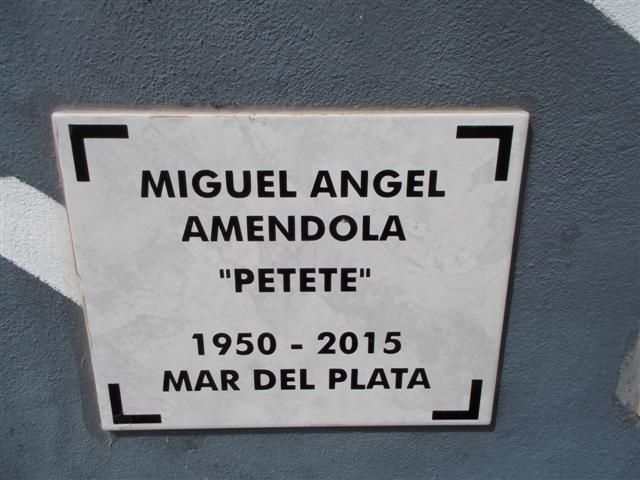 MIGUEL ANGEL
AMENDOLA
"PETETE"
1950 - 2015
MAR DEL PLATA